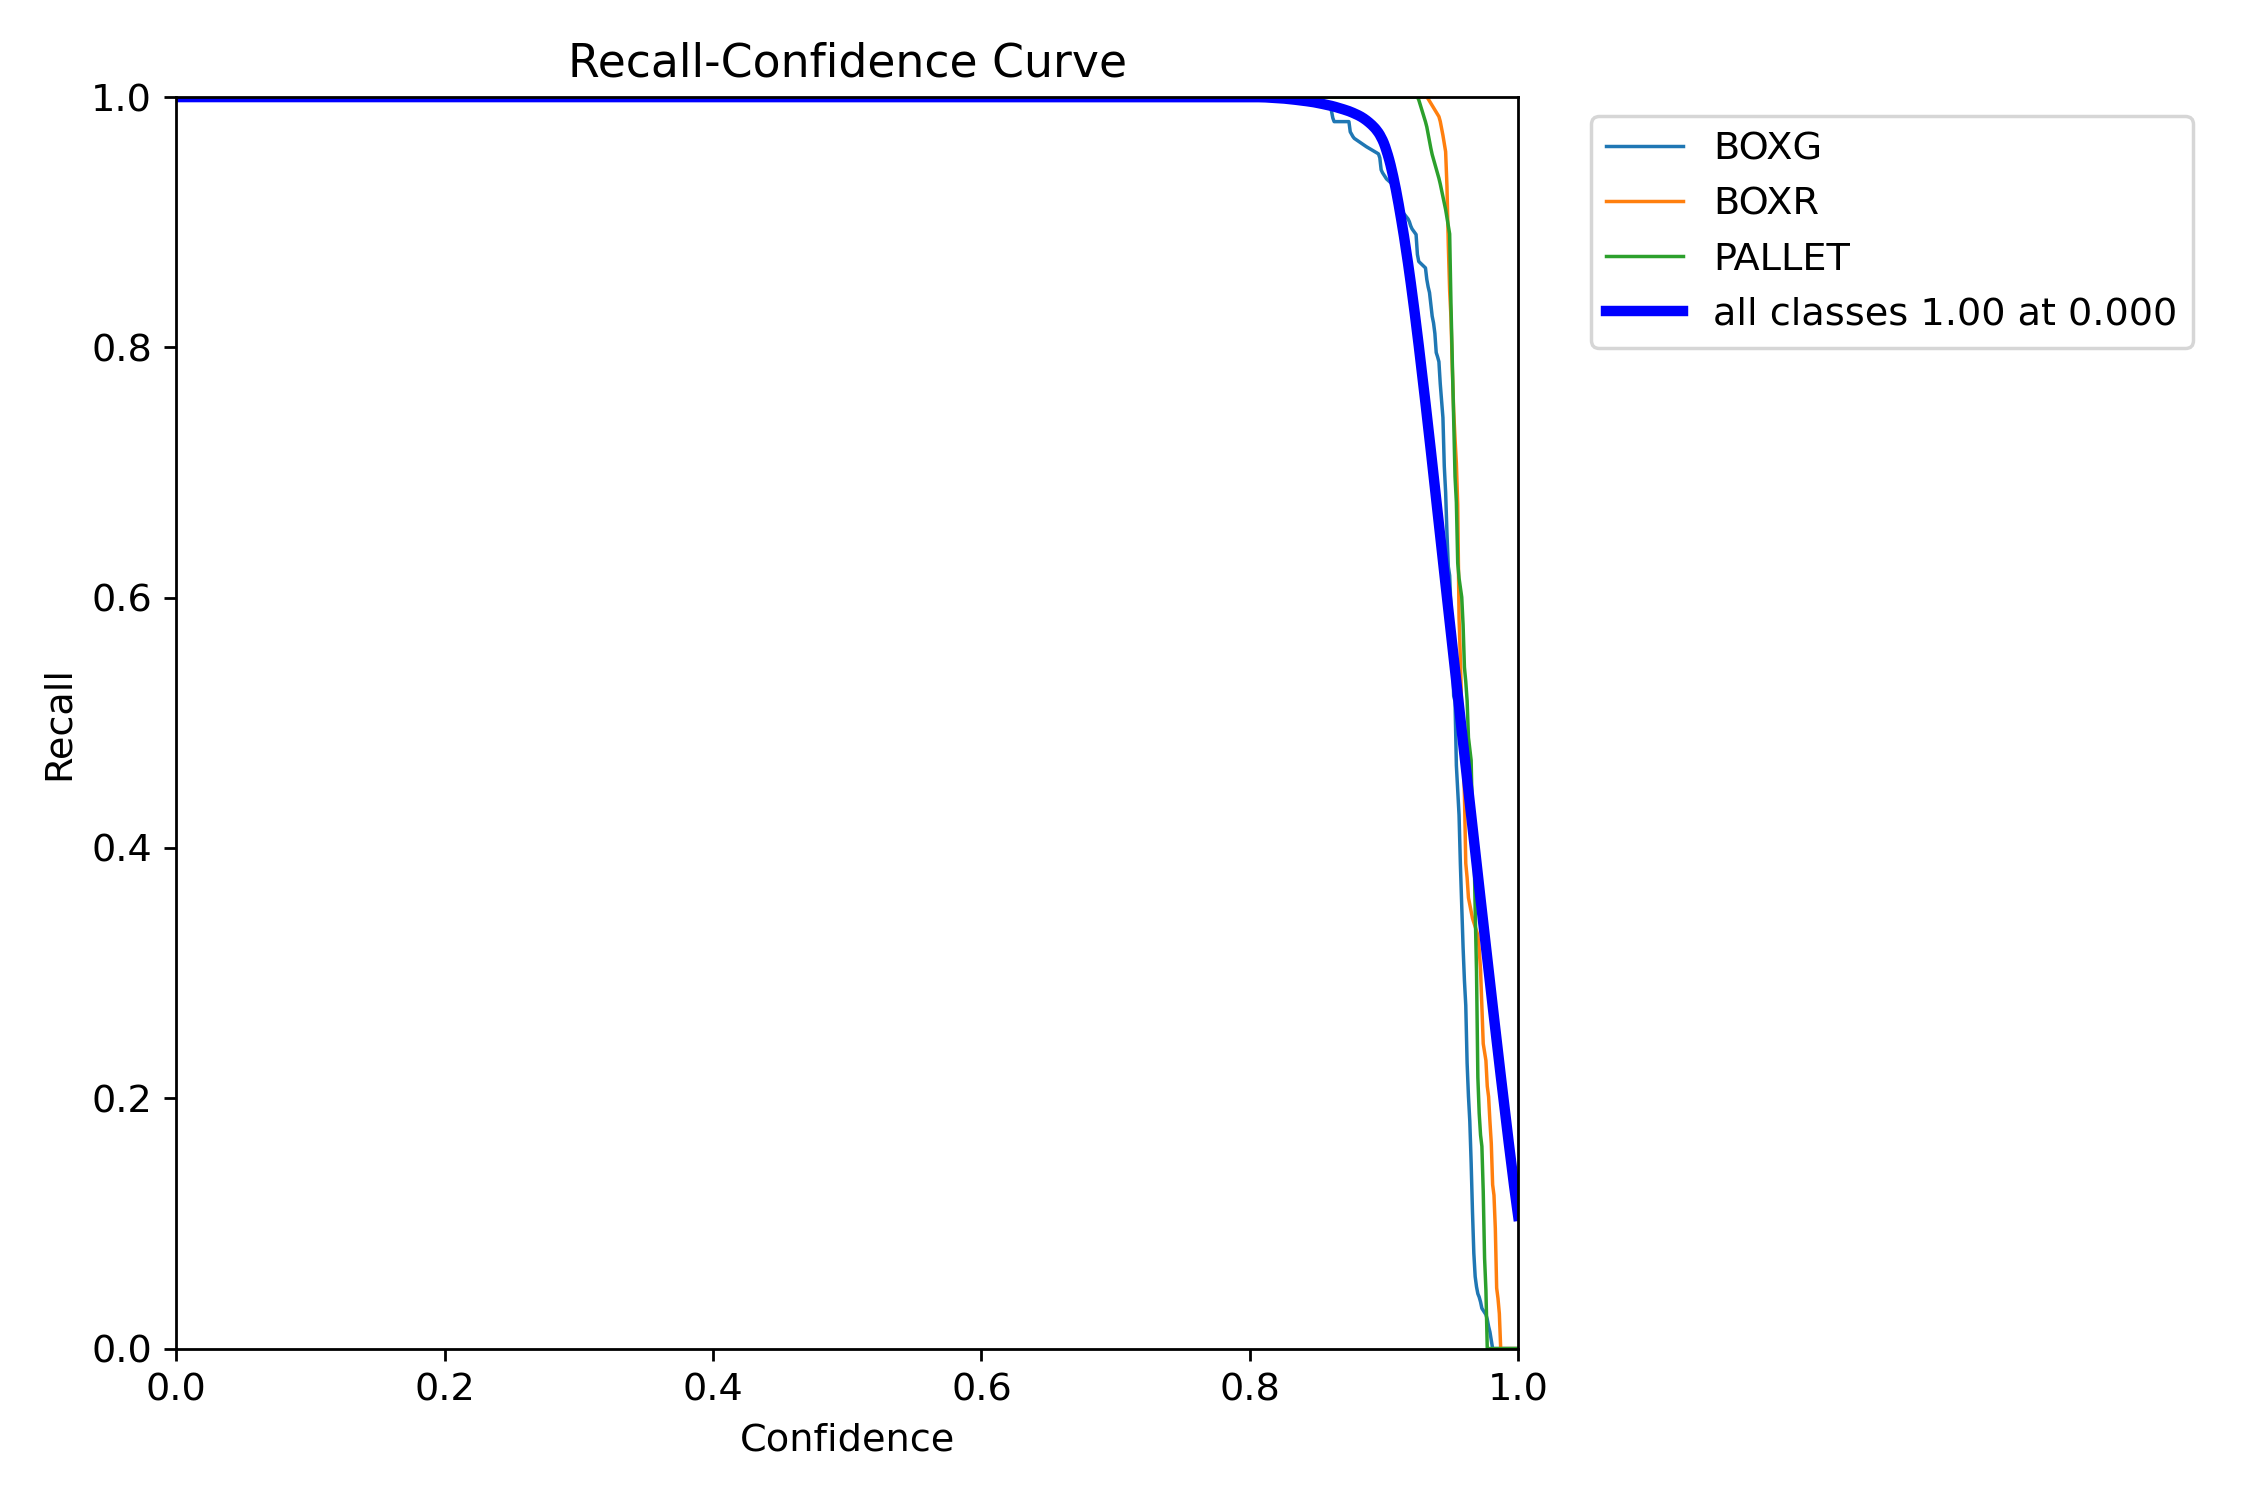 Recall-Confidence Curve
1.0
0.8
0.6
0.4
0.2
0.0
Recall
0.0 0.2 0.4 0.6 0.8 1.0
Confidence
BOXG
BOXR
PALLET
all classes 1.00 at 0.000